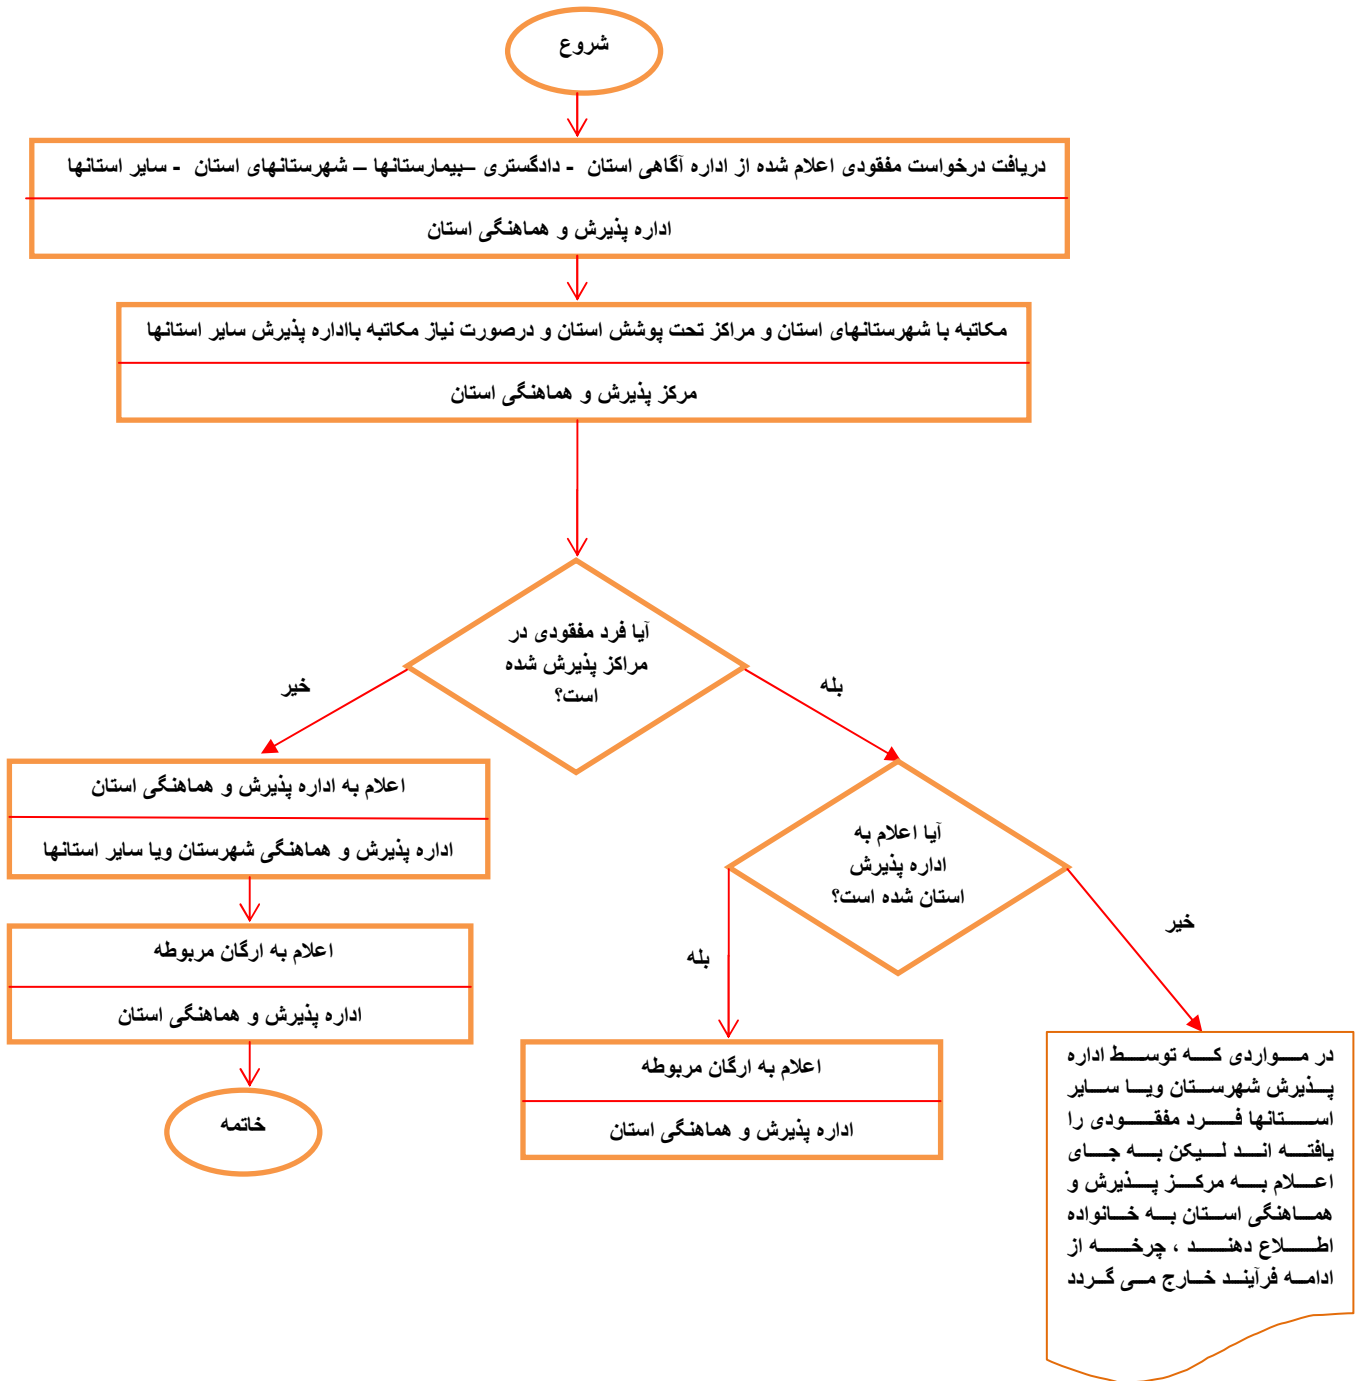 شروع
دریافت درخواست مفقودی اعلام شده از اداره آگاهی استان - دادگستری –بیمارستانها – شهرستانهای استان - سایر استانها
اداره پذیرش و هماهنگی استان
مکاتبه با شهرستانهای استان و مراکز تحت پوشش استان و درصورت نیاز مکاتبه بااداره پذیرش سایر استانها
مرکز پذیرش و هماهنگی استان
آیا فرد مفقودی در
مراکز پذیرش شده
است؟
بله
خیر
آیا اعلام به
اداره پذیرش
استان شده است؟
خیر
بله
اعلام به اداره پذیرش و هماهنگی استان
اداره پذیرش و هماهنگی شهرستان ویا سایر استانها
اعلام به ارگان مربوطه
اداره پذیرش و هماهنگی استان
خاتمه
اعلام به ارگان مربوطه
اداره پذیرش و هماهنگی استان
در مواردی که توسط اداره
پذیرش شهرستان ویا سایر
استانها فرد مفقودی را
یافته اند لیکن به جای
اعلام به مرکز پذیرش و
هماهنگی استان به خانواده
اطلاع دهند ، چرخه از
ادامه فرآیند خارج می گردد